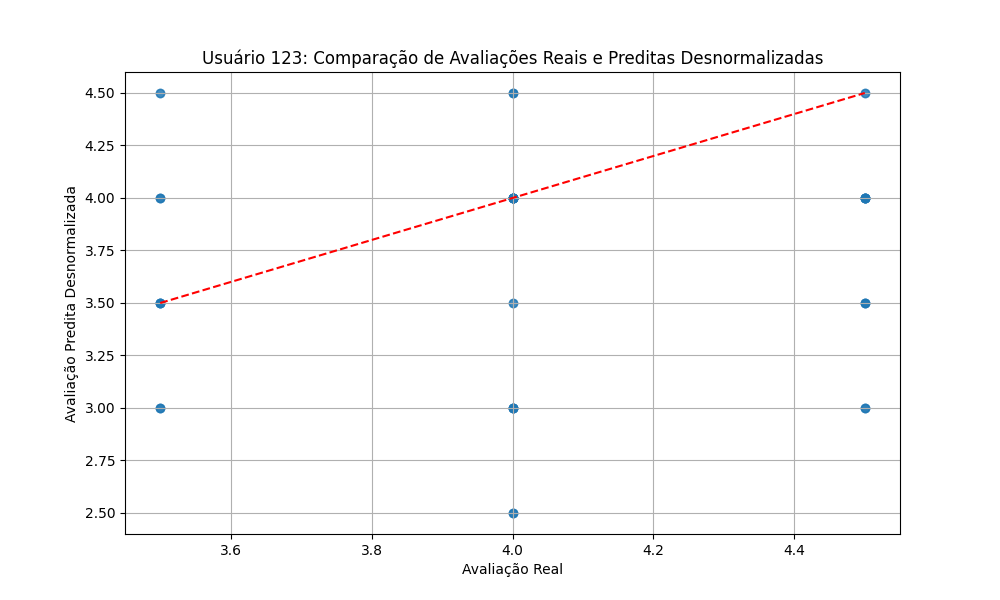 Usuário 123: Comparação de Avaliações Reais e Preditas Desnormalizadas
Avaliação Predita Desnormalizada
4.50
4.25
4.00
3.75
3.50
3.25
3.00
2.75
2.50
3.6 3.8 4.0 4.2 4.4
Avaliação Real